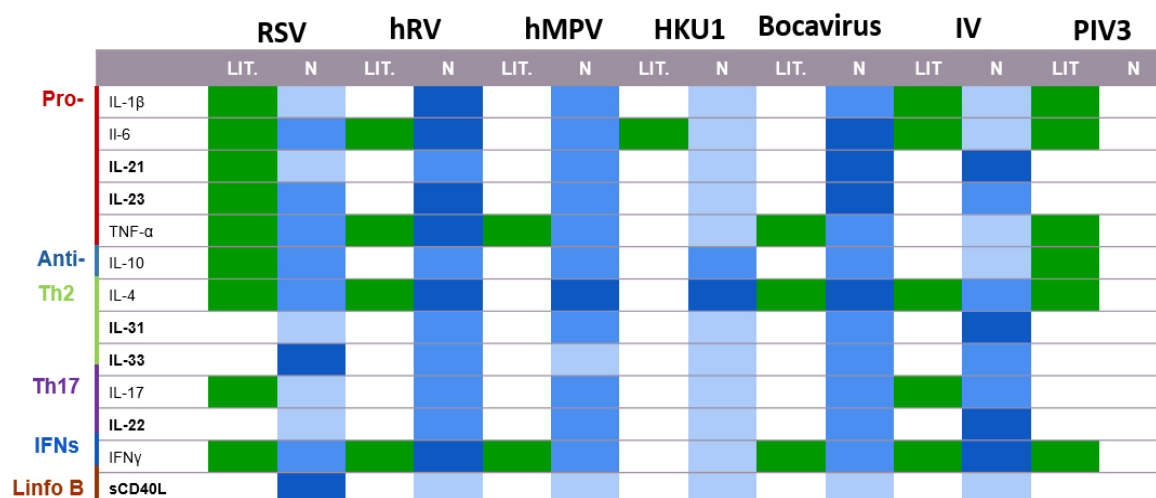 RSV hRV hMPV HKU1 Bocavirus IV PIV3
LIT. N LIT. N LIT. N LIT. N LIT. N LIT N LIT N
Pro- IL-1β
Il-6
IL-21
IL-23
TNF-α
Anti- IL-10
Th2 IL-4
IL-31
IL-33
Th17 IL-17
IL-22
IFNs IFNγ
Linfo B sCD40L